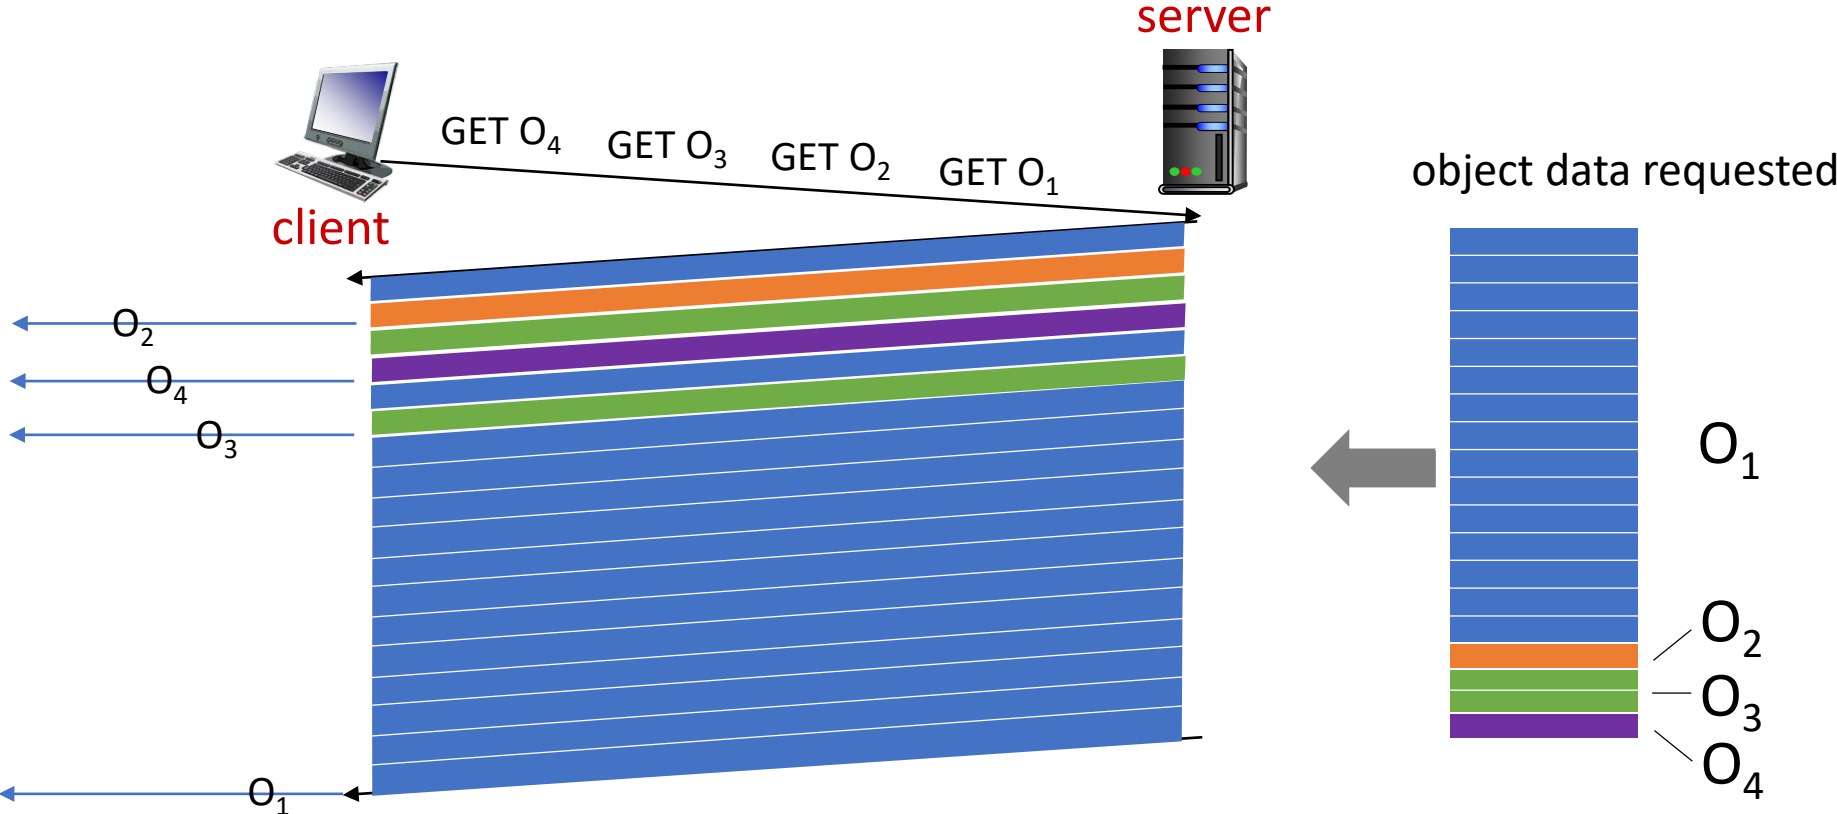 server
GET O₄
GET O₃
GET O₂
GET O₁
object data requested
client
O₂
O₄
O₃
O₁
O₁
O₂
O₃
O₄